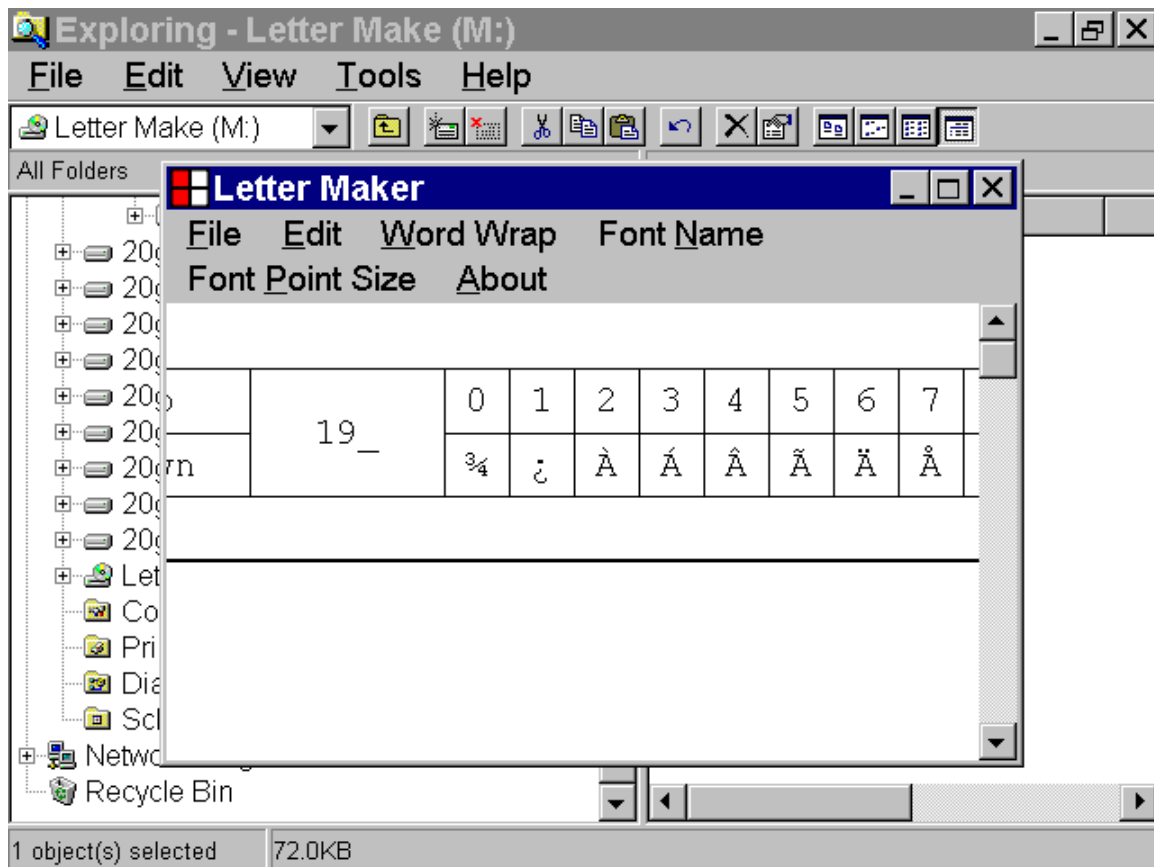 Exploring - Letter Make (M:)
File Edit View Tools Help
Letter Make (M:)
All Folders
Letter Maker
File Edit Word Wrap Font Name
Font Point Size About
19_ 0 1 2 3 4 5 6 7
¾ ¿ À Á Â Ã Ä Å
Recycle Bin
1 object(s) selected 72.0KB